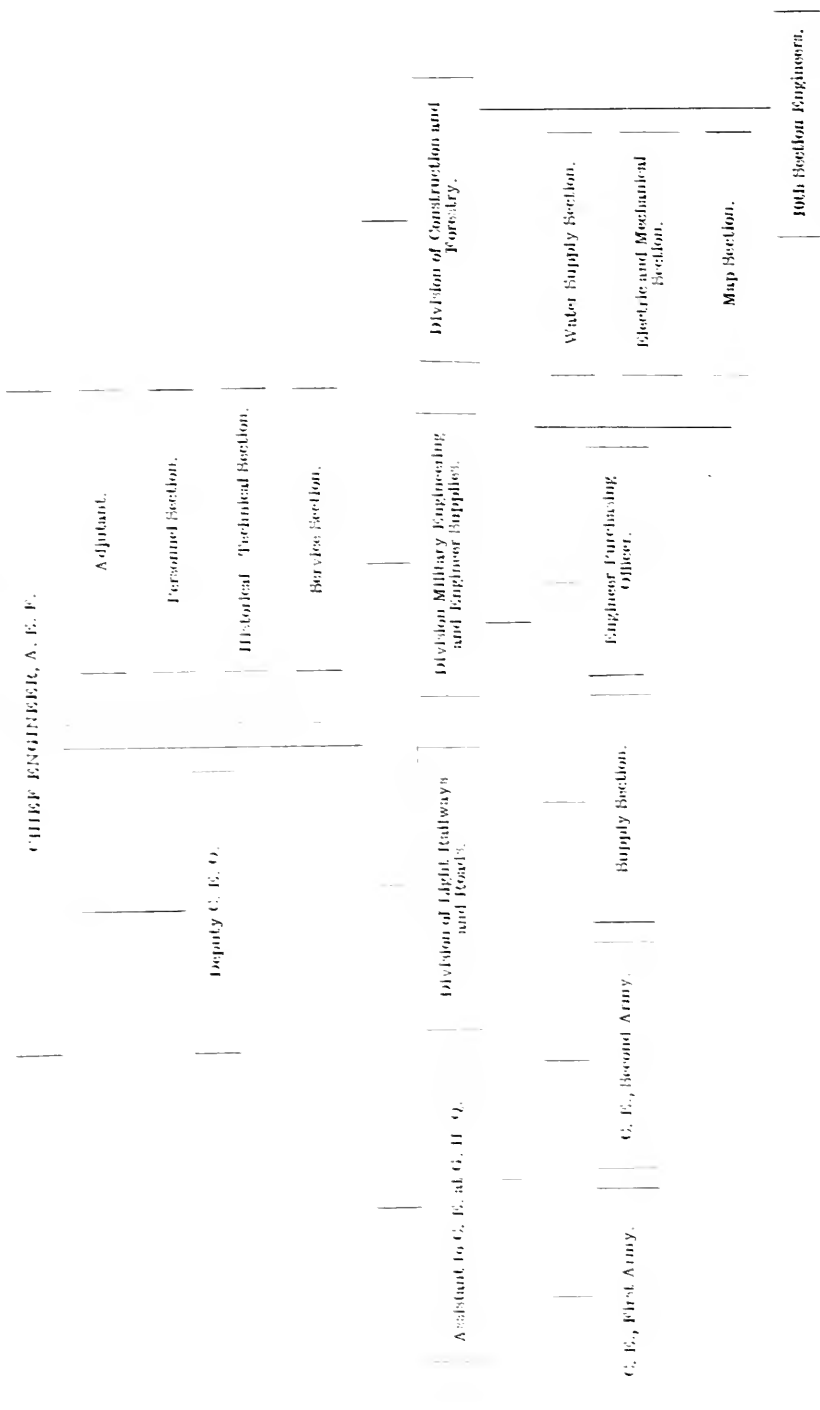 CHIEF ENGINEER, A. E. F.
Deputy C. E. O.
Adjutant.
Personnel Section.
Historical Technical Section.
Service Section.
Assistant to C. E. at G. H. Q.
Division of Light Railways
and Roads.
Division Military Engineering
and Engineer Supplies.
Division of Construction and
Forestry.
C. E., First Army.
C. E., Second Army.
Supply Section.
Engineer Purchasing
Officer.
Water Supply Section.
Electric and Mechanical
Section.
Map Section.
10th Section Engineers.